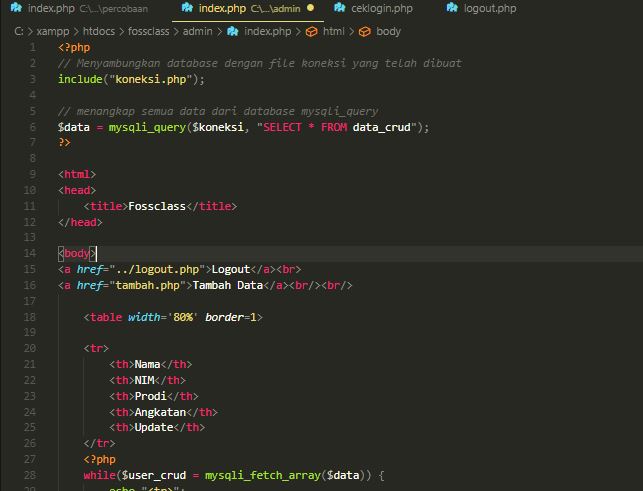 index.php C:\...\percobaan index.php C:\...\admin ceklogin.php logout.php
C: > xampp > htdocs > fossclass > admin > index.php > html > body
1 <?php
2 // Menyambungkan database dengan file koneksi yang telah dibuat
3 include("koneksi.php");
4
5 // menangkap semua data dari database mysqli_query
6 $data = mysqli_query($koneksi, "SELECT * FROM data_crud");
7 ?>
8
9 <html>
10 <head>
11 <title>Fossclass</title>
12 </head>
13
14 <body>
15 <a href="../logout.php">Logout</a><br>
16 <a href="tambah.php">Tambah Data</a><br/><br/>
17
18 <table width='80%' border=1>
19
20 <tr>
21 <th>Nama</th>
22 <th>NIM</th>
23 <th>Prodi</th>
24 <th>Angkatan</th>
25 <th>Update</th>
26 </tr>
27 <?php
28 while($user_crud = mysqli_fetch_array($data)) {
29 echo "<tr>";